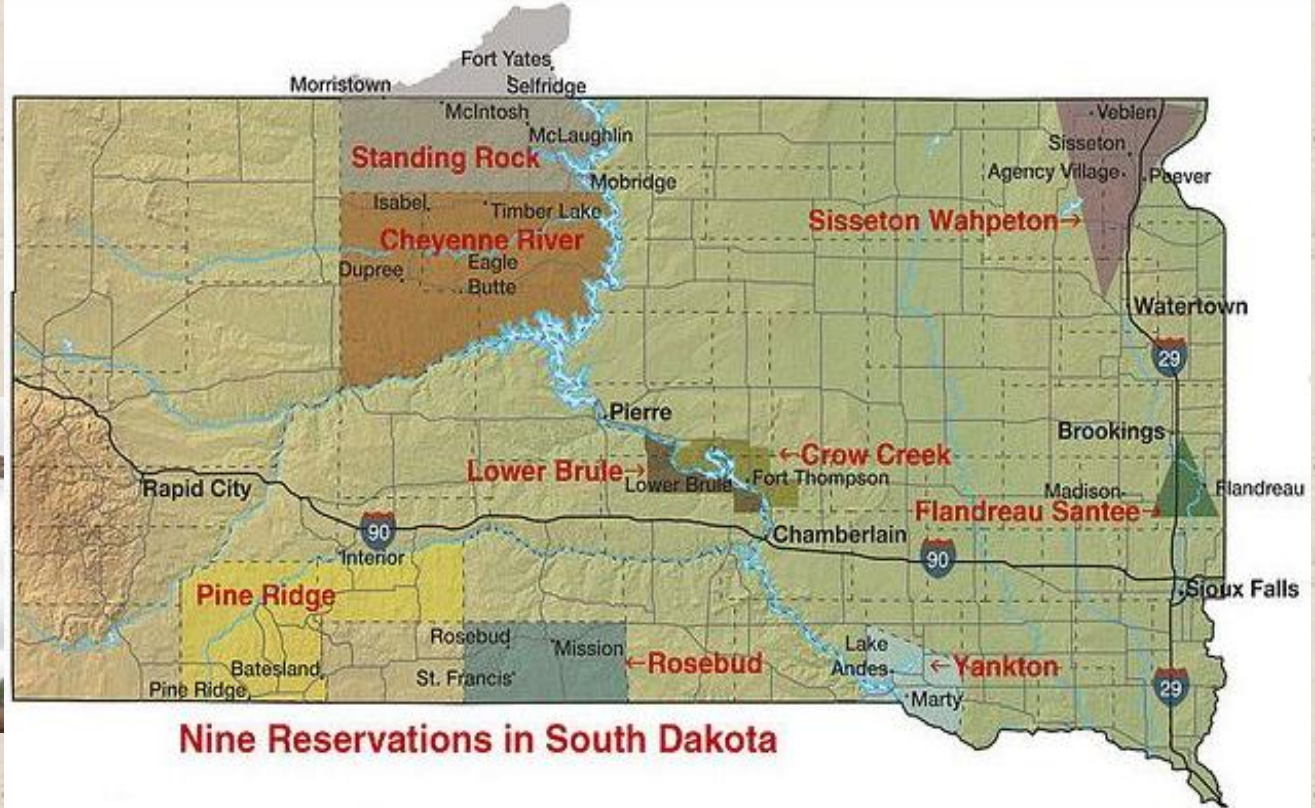 Fort Yates
Morristown
Selfridge
McIntosh
McLaughlin
Veblen
Sisseton
Standing Rock
Agency Village
Peever
Mobridge
Isabel
Timber Lake
Sisseton Wahpeton→
Cheyenne River
Dupree
Eagle
Butte
Watertown
29
Pierre
Brookings
Lower Brule→
←Crow Creek
Lower Brule
Fort Thompson
Rapid City
Madison
Flandreau
Flandreau Santee→
90
Chamberlain
Interior
90
Pine Ridge
Sioux Falls
Rosebud
Mission
←Rosebud
Lake
Andes
←Yankton
Batesland
St. Francis
Pine Ridge
Marty
29
Nine Reservations in South Dakota